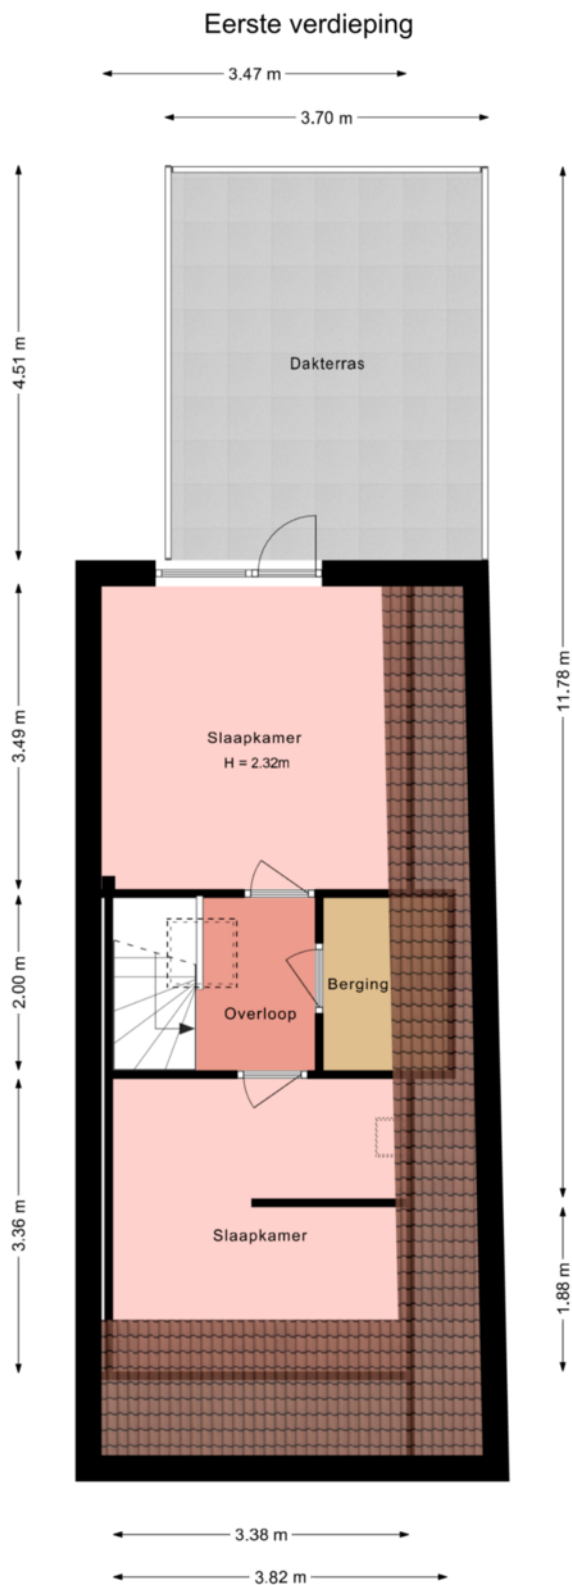 Eerste verdieping
3.47 m
3.70 m
4.51 m
Dakterras
11.78 m
3.49 m
Slaapkamer
H = 2.32m
2.00 m
Berging
Overloop
3.36 m
Slaapkamer
1.88 m
3.38 m
3.82 m